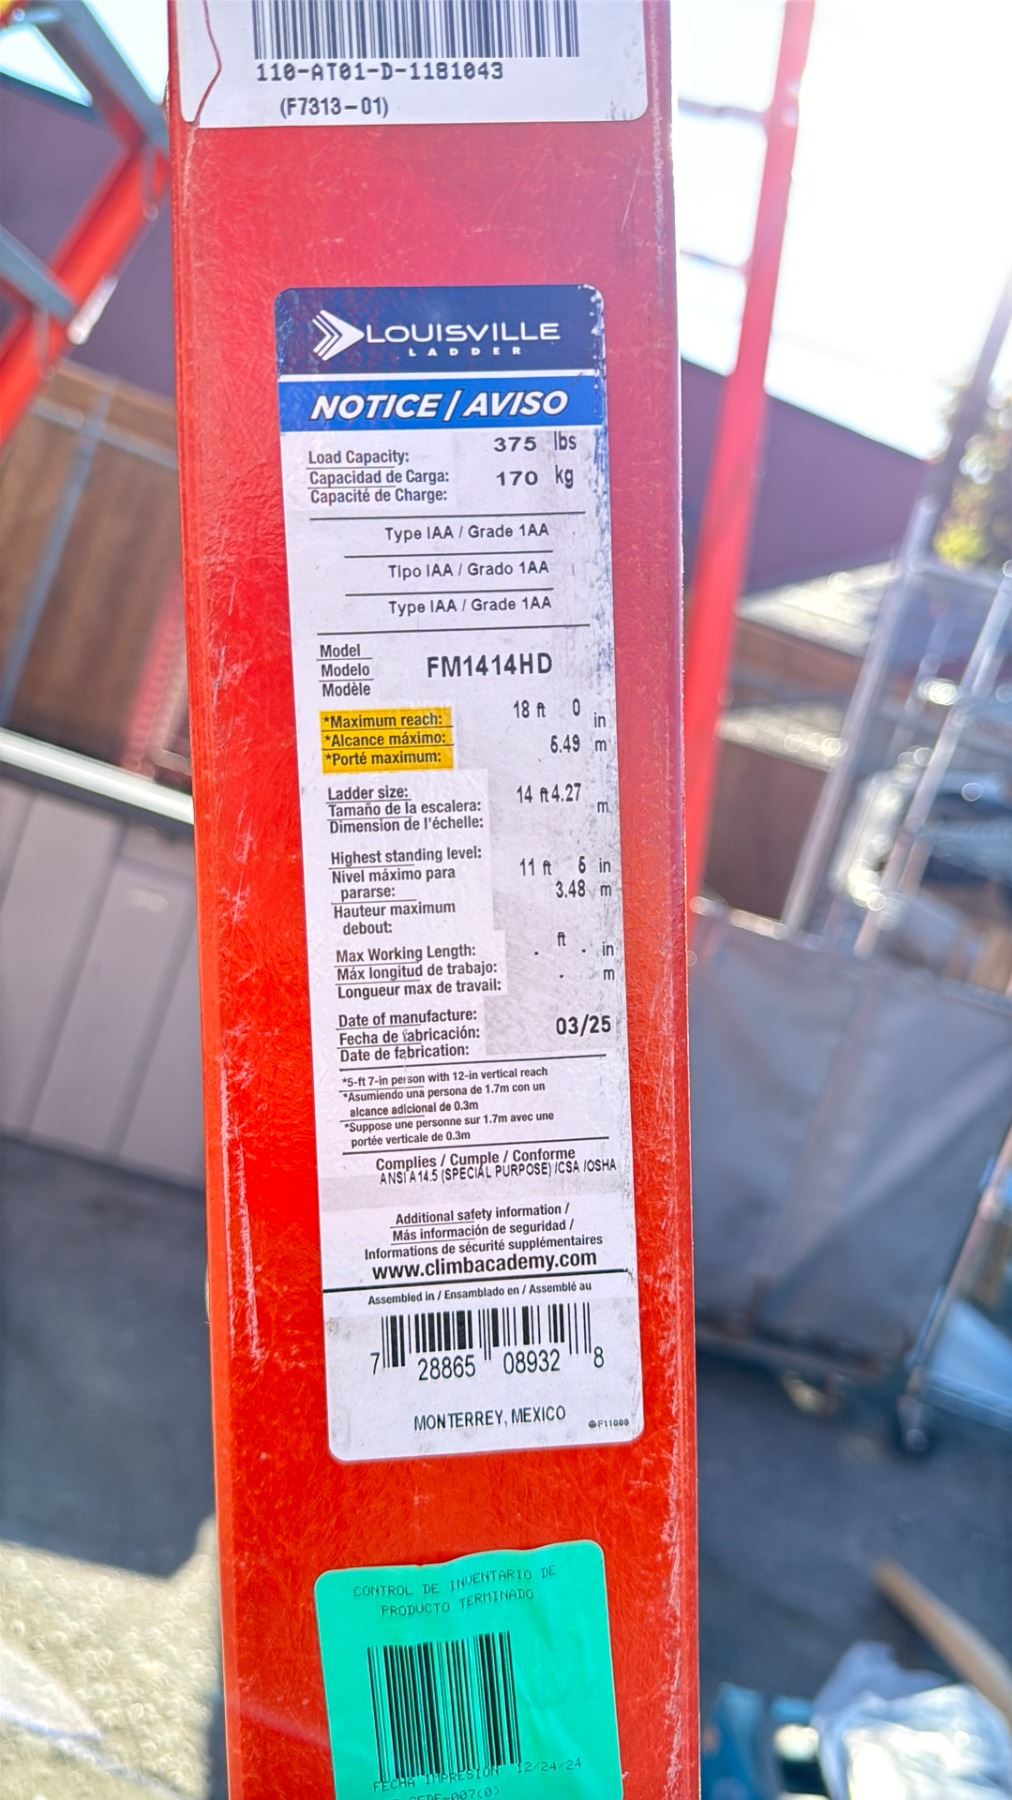 110-AT01-D-1181043
(F7313-01)
LOUISVILLE
LADDER
NOTICE / AVISO
Load Capacity: 375 lbs
Capacidad de Carga: 170 kg
Capacité de Charge:
Type IAA / Grade 1AA
Tipo IAA / Grado 1AA
Type IAA / Grade 1AA
Model
Modelo FM1414HD
Modèle
*Maximum reach: 18 ft 0 in
*Alcance máximo: 5.49 m
*Porté maximum:
Ladder size: 14 ft 4.27 m
Tamaño de la escalera:
Dimension de l'échelle:
Highest standing level: 11 ft 6 in
Nivel máximo para 3.48 m
pararse:
Hauteur maximum
debout:
Max Working Length: - ft - in
Máx longitud de trabajo: - m
Longueur max de travail:
Date of manufacture:
Fecha de fabricación: 03/25
Date de fabrication:
*5-ft 7-in person with 12-in vertical reach
*Asumiendo una persona de 1.7m con un
alcance adicional de 0.3m
*Suppose une personne sur 1.7m avec une
portée verticale de 0.3m
Complies / Cumple / Conforme
ANSI A14.5 (SPECIAL PURPOSE) /CSA /OSHA
Additional safety information /
Más información de seguridad /
Informations de sécurité supplémentaires
www.climbacademy.com
Assembled in / Ensamblado en / Assemblé au
7 28865 08932 8
MONTERREY, MEXICO
CONTROL DE INVENTARIO DE
PRODUCTO TERMINADO
FECHA IMPRESION 12/24/24